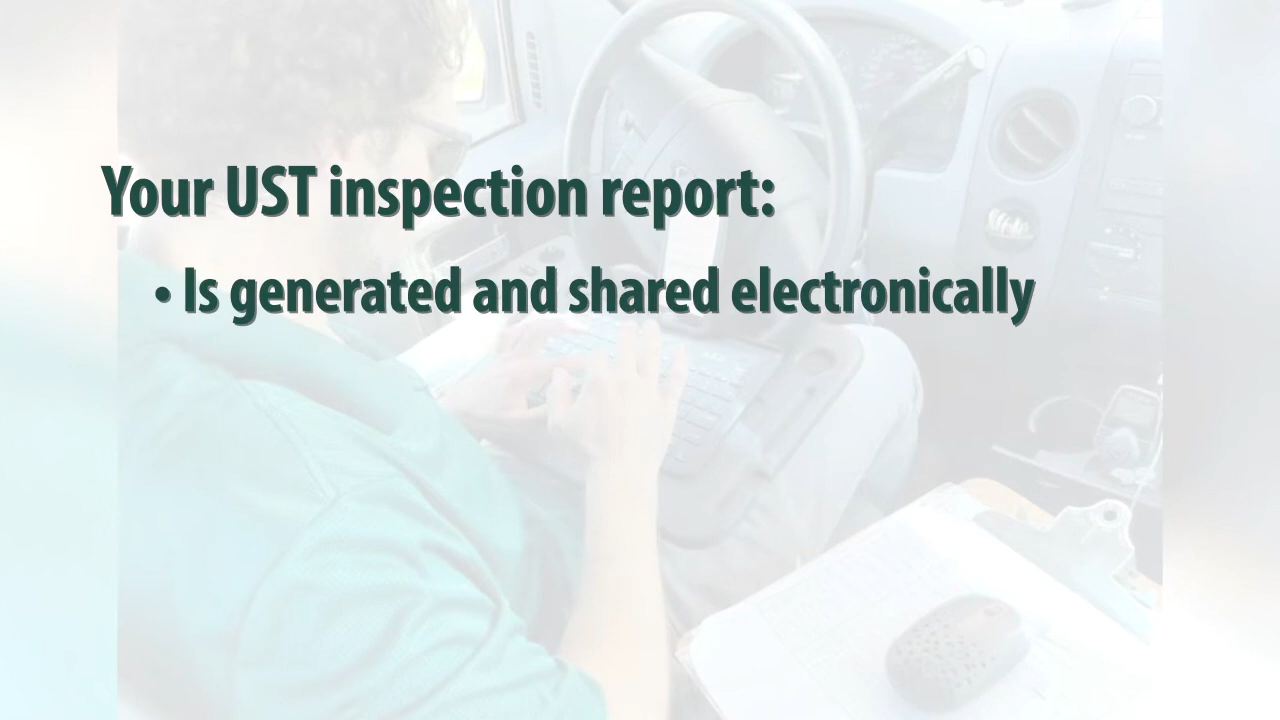 Your UST inspection report:
• Is generated and shared electronically